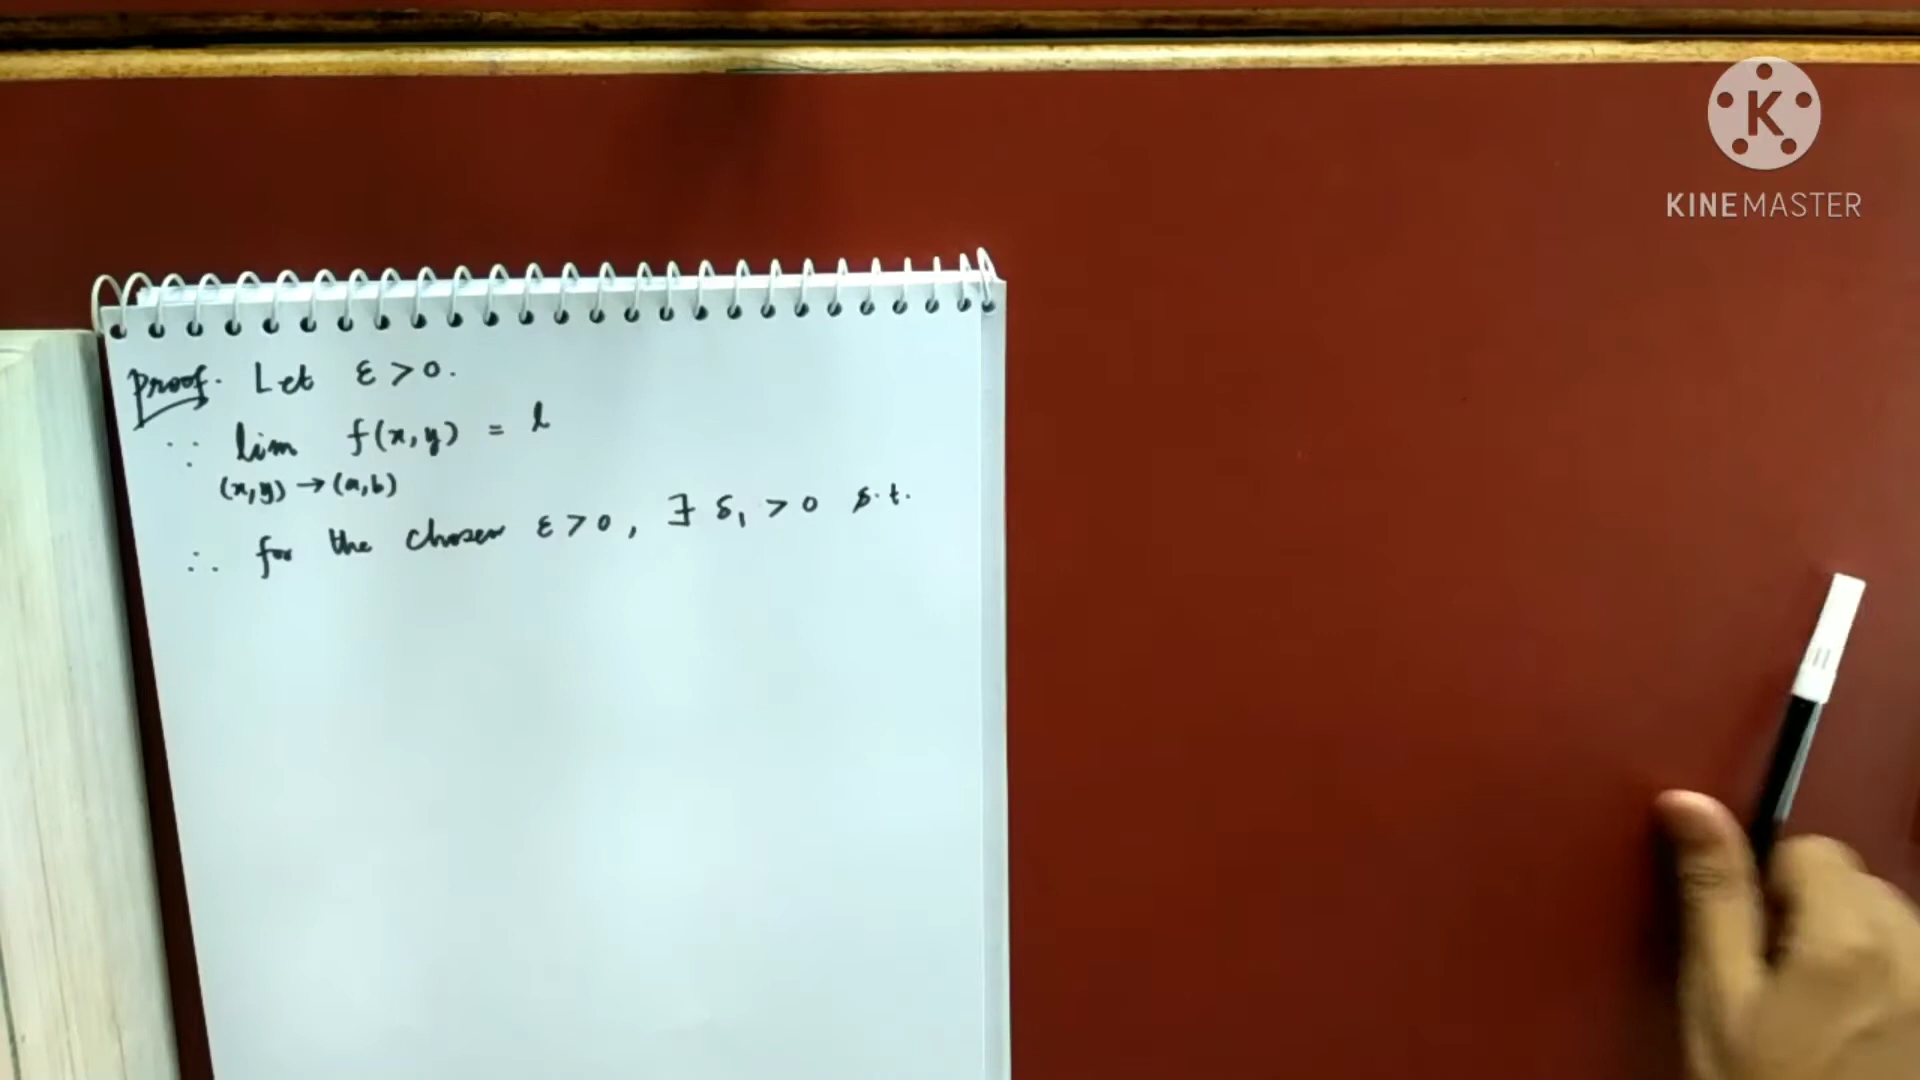 Proof. Let ε > 0.
∵ lim f(x,y) = l
(x,y) → (a,b)
∴ for the chosen ε > 0, ∃ δ₁ > 0 s.t.
K
KINEMASTER